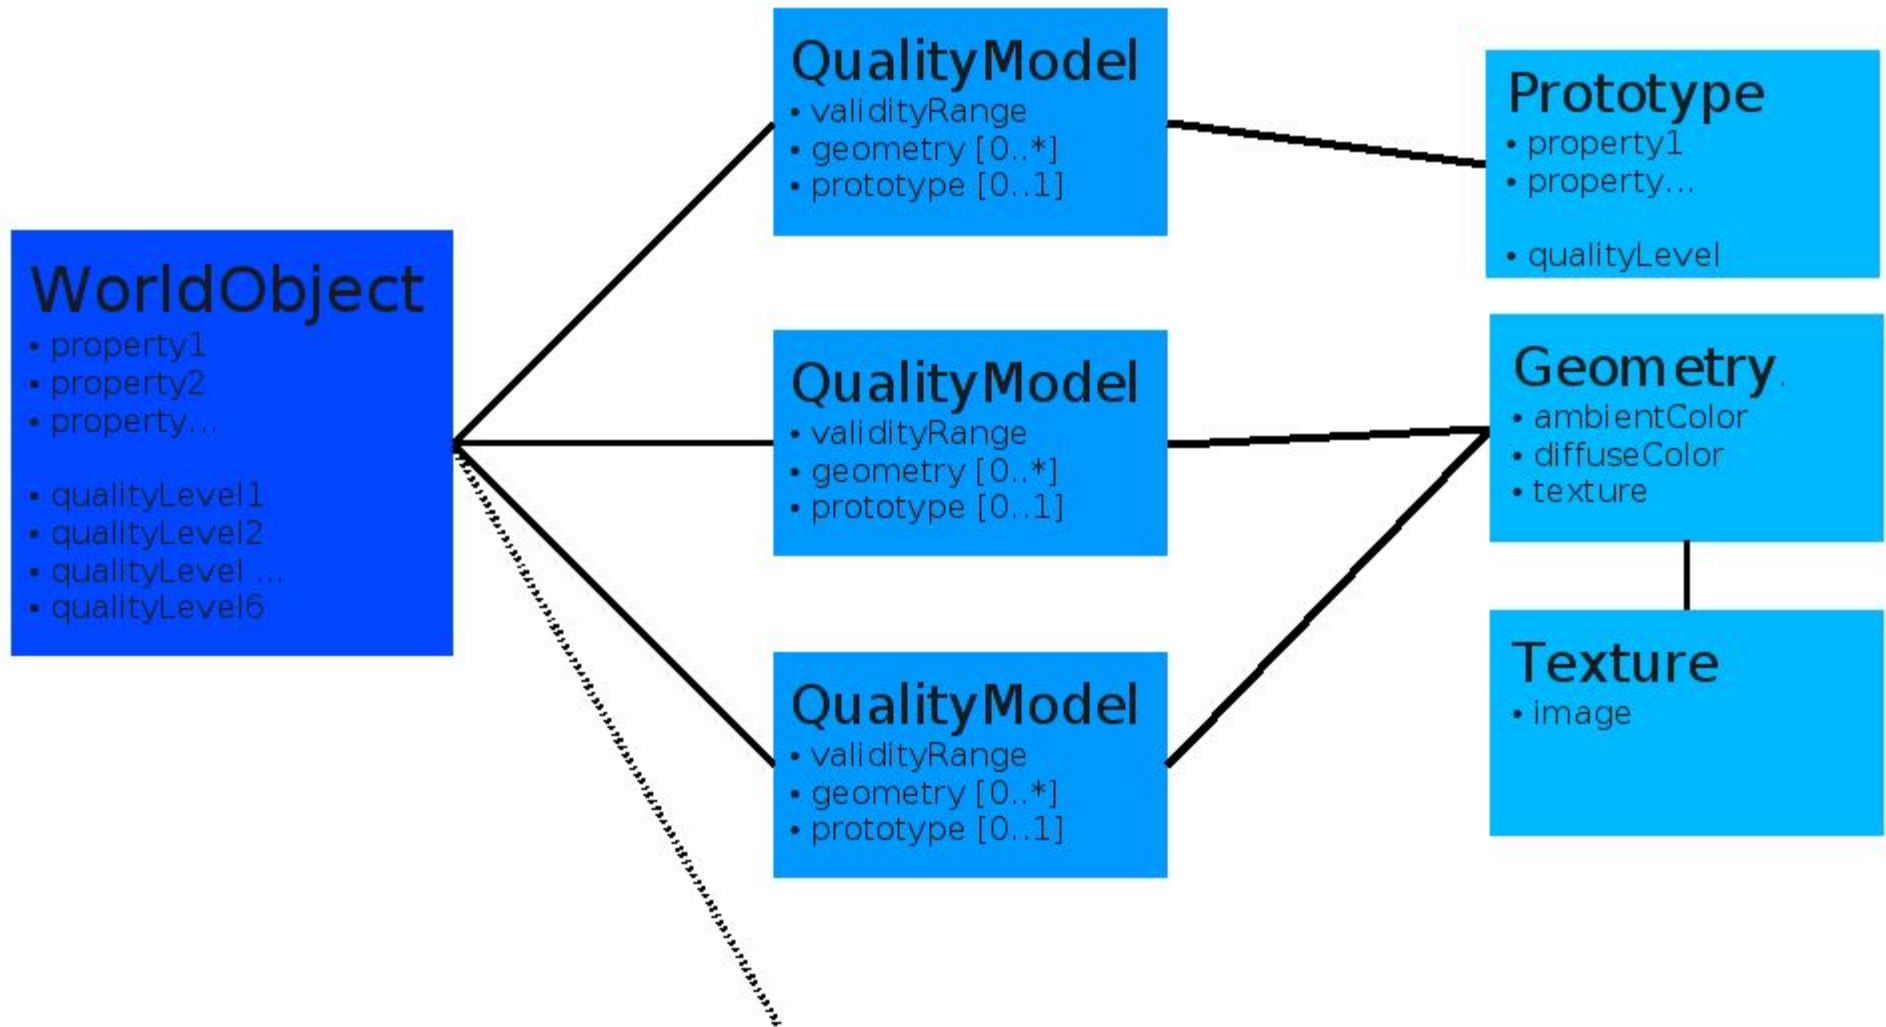 WorldObject
• property1
• property2
• property...
• qualityLevel1
• qualityLevel2
• qualityLevel ...
• qualityLevel6
QualityModel
• validityRange
• geometry [0..*]
• prototype [0..1]
QualityModel
• validityRange
• geometry [0..*]
• prototype [0..1]
QualityModel
• validityRange
• geometry [0..*]
• prototype [0..1]
Prototype
• property1
• property...
• qualityLevel
Geometry.
• ambientColor
• diffuseColor
• texture
Texture
• image